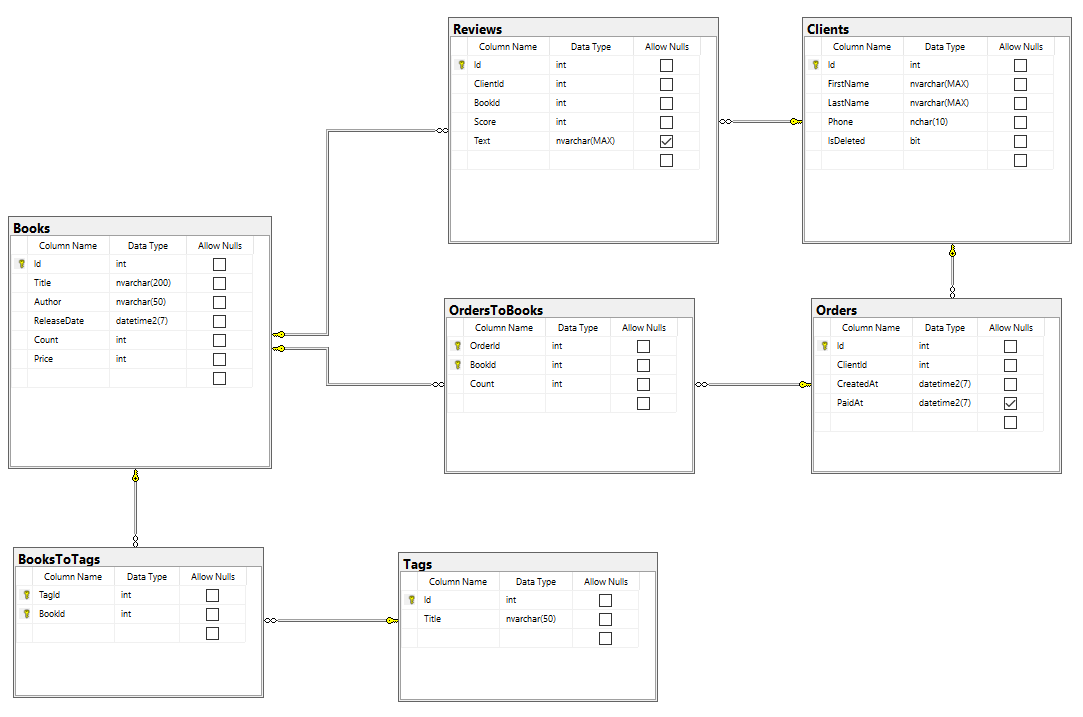 Reviews
Column Name Data Type Allow Nulls
Id int
ClientId int
BookId int
Score int
Text nvarchar(MAX)
Clients
Column Name Data Type Allow Nulls
Id int
FirstName nvarchar(MAX)
LastName nvarchar(MAX)
Phone nchar(10)
IsDeleted bit
Books
Column Name Data Type Allow Nulls
Id int
Title nvarchar(200)
Author nvarchar(50)
ReleaseDate datetime2(7)
Count int
Price int
OrdersToBooks
Column Name Data Type Allow Nulls
OrderId int
BookId int
Count int
Orders
Column Name Data Type Allow Nulls
Id int
ClientId int
CreatedAt datetime2(7)
PaidAt datetime2(7)
BooksToTags
Column Name Data Type Allow Nulls
TagId int
BookId int
Tags
Column Name Data Type Allow Nulls
Id int
Title nvarchar(50)